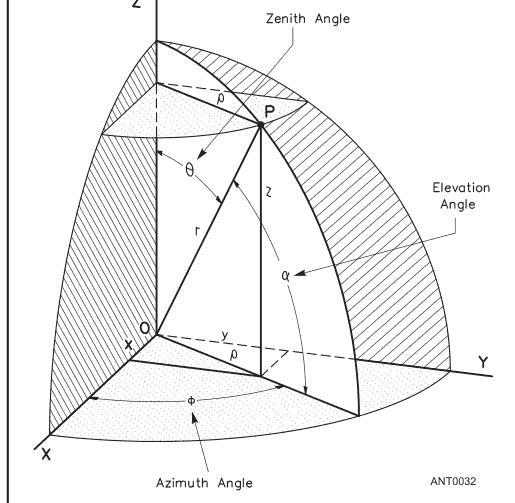 Z
Zenith Angle
ρ
P
θ
z
Elevation
Angle
r
α
O
y
x
ρ
Y
ϕ
X
Azimuth Angle
ANT0032